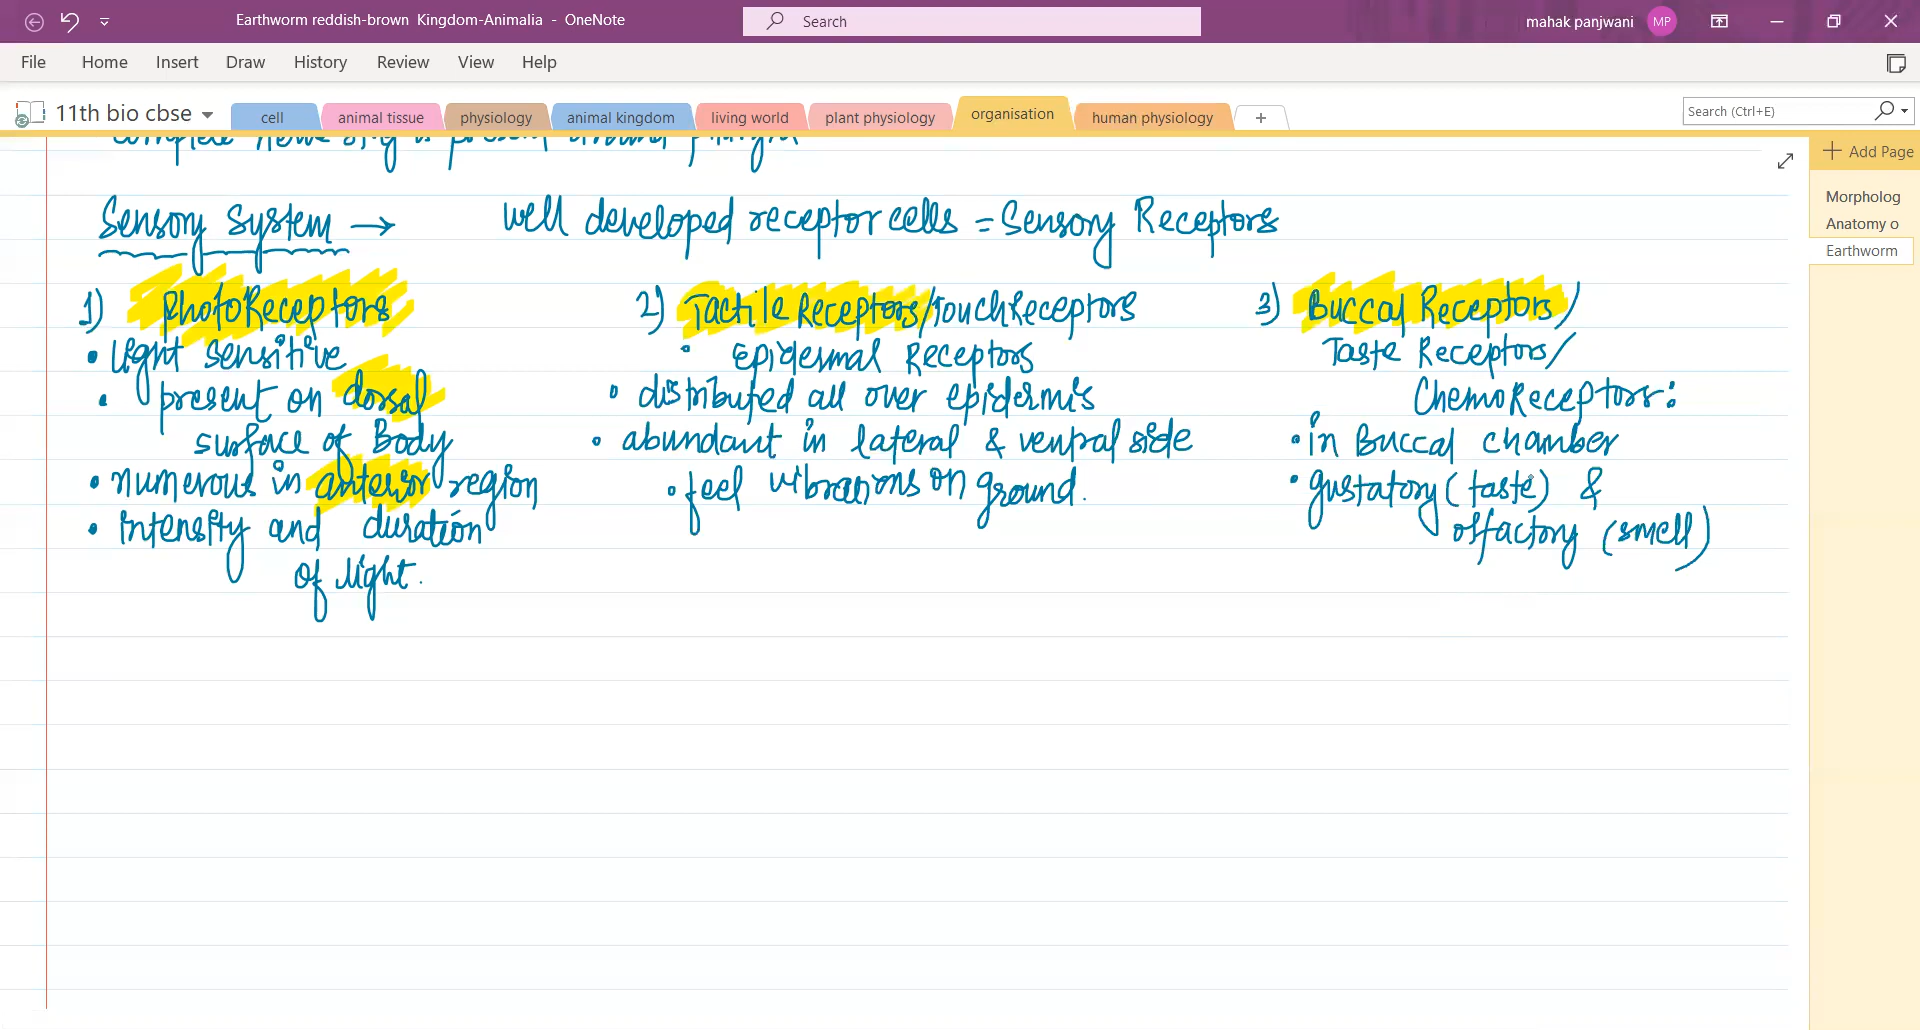 Earthworm reddish-brown Kingdom-Animalia - OneNote
Search
mahak panjwani
MP
File Home Insert Draw History Review View Help
11th bio cbse
cell
animal tissue
physiology
animal kingdom
living world
plant physiology
organisation
human physiology
+
Search (Ctrl+E)
Add Page
Morpholog
Anatomy o
Earthworm
Sensory System → well developed receptor cells = Sensory Receptors
1) PhotoReceptors
• light sensitive
• present on dorsal
surface of Body
• numerous in anterior region
• intensity and duration
of light.
2) Tactile Receptors/Touch Receptors
• Epidermal Receptors
• distributed all over epidermis
• abundant in lateral & ventral side
• feel vibrations on ground.
3) Buccal Receptors/
Taste Receptors/
ChemoReceptors:
• in Buccal chamber
• gustatory (taste) &
olfactory (smell)